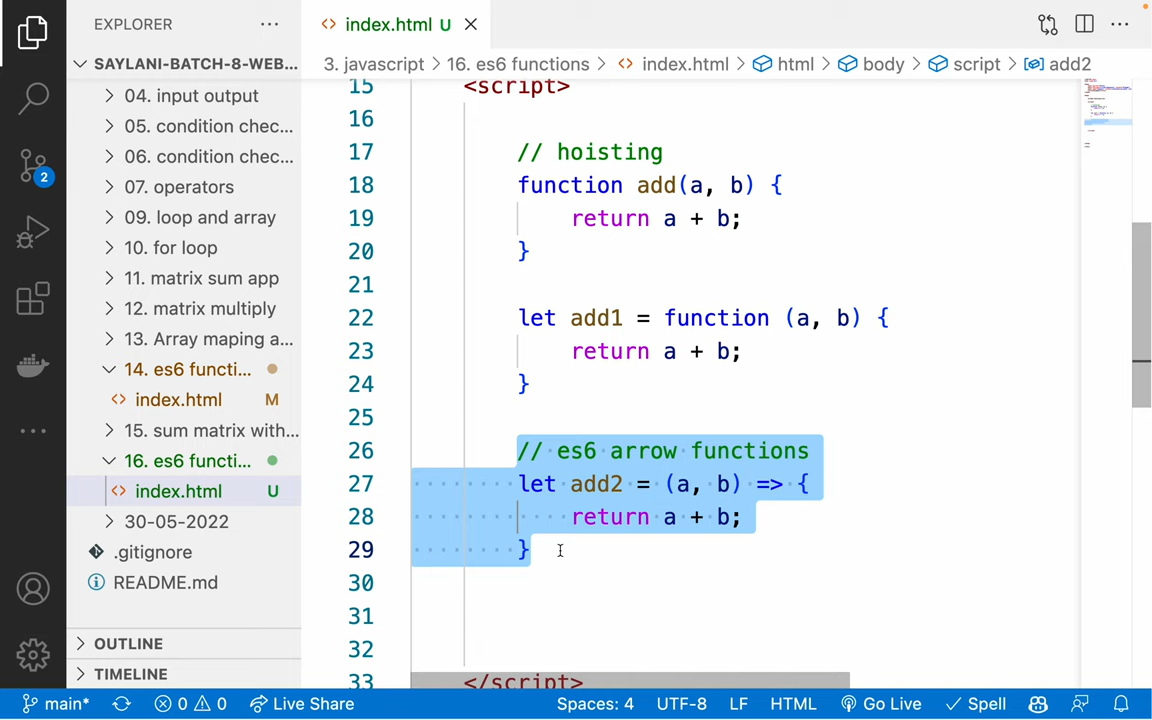 EXPLORER
SAYLANI-BATCH-8-WEB...
04. input output
05. condition chec...
06. condition chec...
07. operators
09. loop and array
10. for loop
11. matrix sum app
12. matrix multiply
13. Array maping a...
14. es6 functi...
index.html M
15. sum matrix with...
16. es6 functi...
index.html U
30-05-2022
.gitignore
README.md
OUTLINE
TIMELINE
2
index.html U
3. javascript > 16. es6 functions > index.html > html > body > script > add2
15 <script>
16
17 // hoisting
18 function add(a, b) {
19 return a + b;
20 }
21
22 let add1 = function (a, b) {
23 return a + b;
24 }
25
26 // es6 arrow functions
27 let add2 = (a, b) => {
28 return a + b;
29 }
30
31
32
33 </script>
main* 0 0 Live Share Spaces: 4 UTF-8 LF HTML Go Live Spell